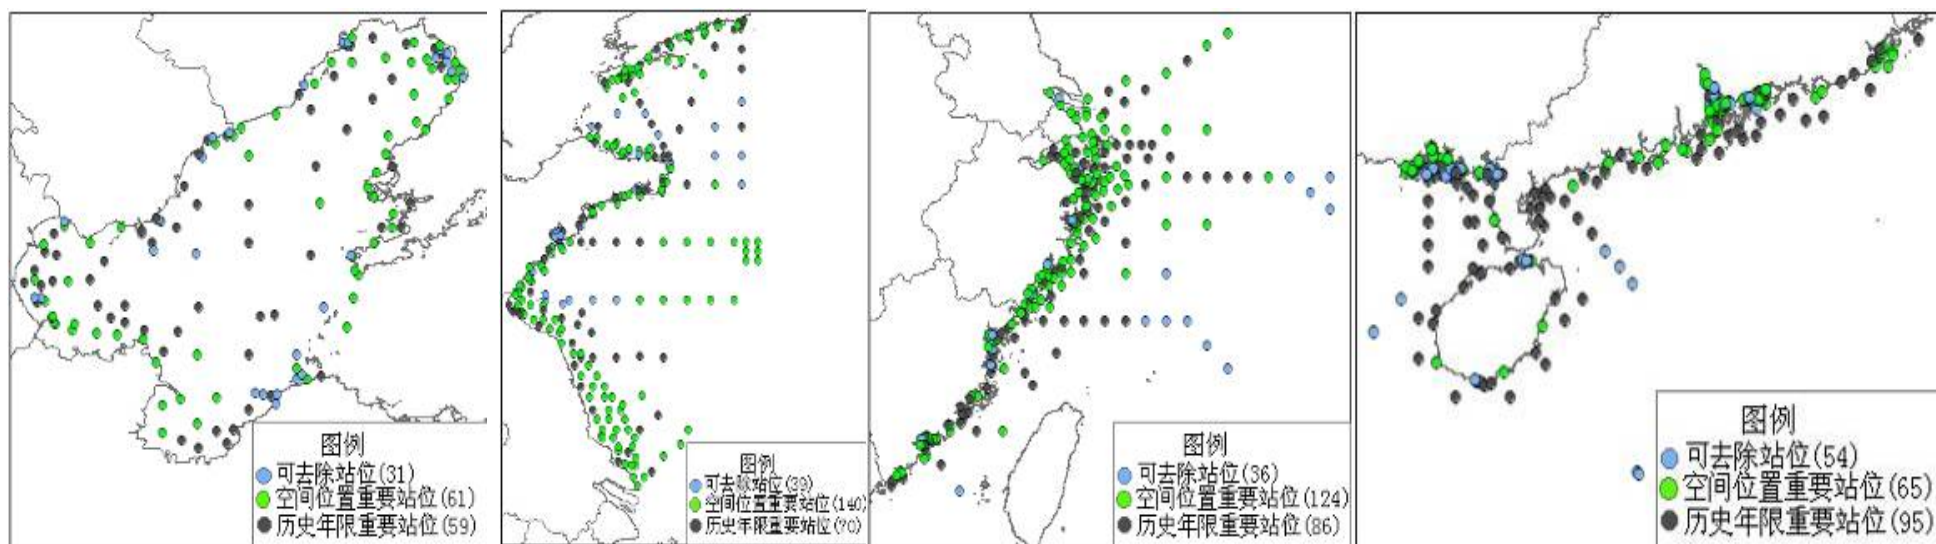 图例
可去除站位(31)
空间位置重要站位(61)
历史年限重要站位(59)
图例
可去除站位(39)
空间位置重要站位(140)
历史年限重要站位(70)
图例
可去除站位(36)
空间位置重要站位(124)
历史年限重要站位(86)
图例
可去除站位(54)
空间位置重要站位(65)
历史年限重要站位(95)